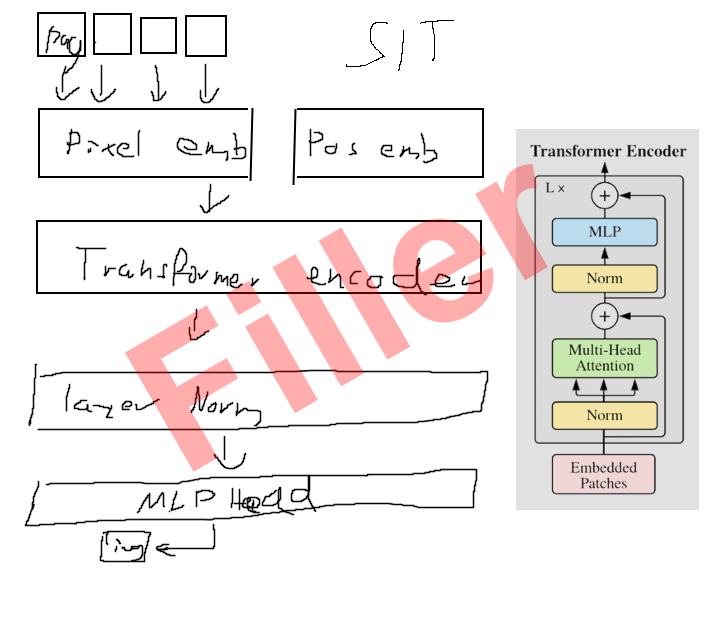 SIT
Pixel emb
Pos emb
Transformer encoder
layer Norm
MLP Head
img
Filler
Transformer Encoder
L ×
+
MLP
Norm
+
Multi-Head
Attention
Norm
Embedded
Patches